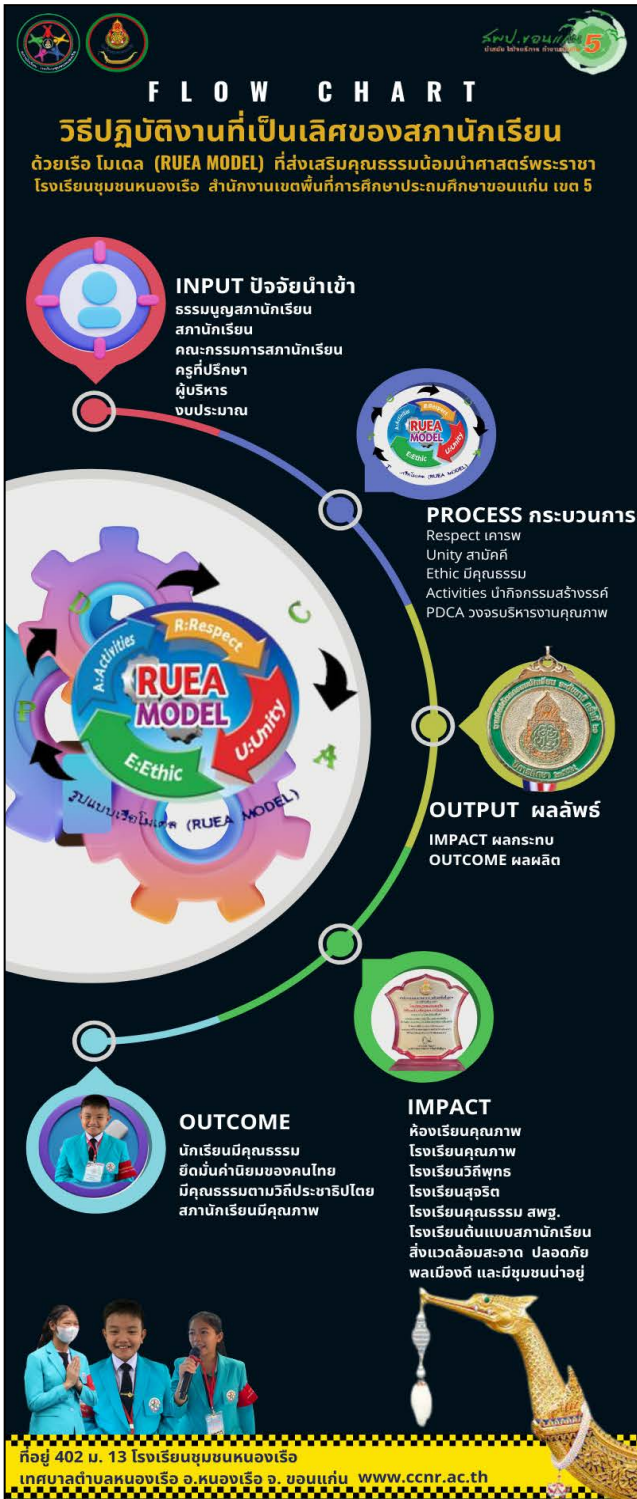 สพป.ขอนแก่น 5
FLOW CHART
วิธีปฏิบัติงานที่เป็นเลิศของสภานักเรียน
ด้วยเรือ โมเดล (RUEA MODEL) ที่ส่งเสริมคุณธรรมน้อมนำศาสตร์พระราชา
โรงเรียนชุมชนหนองเรือ สำนักงานเขตพื้นที่การศึกษาประถมศึกษาขอนแก่น เขต 5
INPUT ปัจจัยนำเข้า
ธรรมนูญสภานักเรียน
สภานักเรียน
คณะกรรมการสภานักเรียน
ครูที่ปรึกษา
ผู้บริหาร
งบประมาณ
A:Activities
R:Respect
RUEA
MODEL
U:Unity
E:Ethic
(RUEA MODEL)
PROCESS กระบวนการ
Respect เคารพ
Unity สามัคคี
Ethic มีคุณธรรม
Activities นำกิจกรรมสร้างรรค์
PDCA วงจรบริหารงานคุณภาพ
P
D
C
A
A:Activities
R:Respect
RUEA
MODEL
U:Unity
E:Ethic
รูปแบบเรือโมเดล (RUEA MODEL)
OUTPUT ผลลัพธ์
IMPACT ผลกระทบ
OUTCOME ผลผลิต
OUTCOME
นักเรียนมีคุณธรรม
ยึดมั่นค่านิยมของคนไทย
มีคุณธรรมตามวิถีประชาธิปไตย
สภานักเรียนมีคุณภาพ
IMPACT
ห้องเรียนคุณภาพ
โรงเรียนคุณภาพ
โรงเรียนวิถีพุทธ
โรงเรียนสุจริต
โรงเรียนคุณธรรม สพฐ.
โรงเรียนต้นแบบสภานักเรียน
สิ่งแวดล้อมสะอาด ปลอดภัย
พลเมืองดี และมีชุมชนน่าอยู่
ที่อยู่ 402 ม. 13 โรงเรียนชุมชนหนองเรือ
เทศบาลตำบลหนองเรือ อ.หนองเรือ จ. ขอนแก่น www.ccnr.ac.th